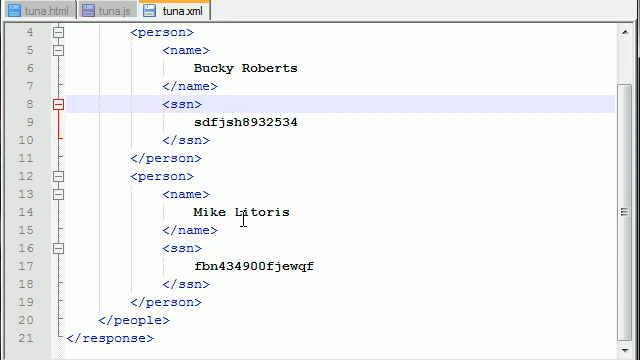 tuna.html tuna.js tuna.xml
4 <person>
5 <name>
6 Bucky Roberts
7 </name>
8 <ssn>
9 sdfjsh8932534
10 </ssn>
11 </person>
12 <person>
13 <name>
14 Mike Litoris
15 </name>
16 <ssn>
17 fbn434900fjewqf
18 </ssn>
19 </person>
20 </people>
21 </response>